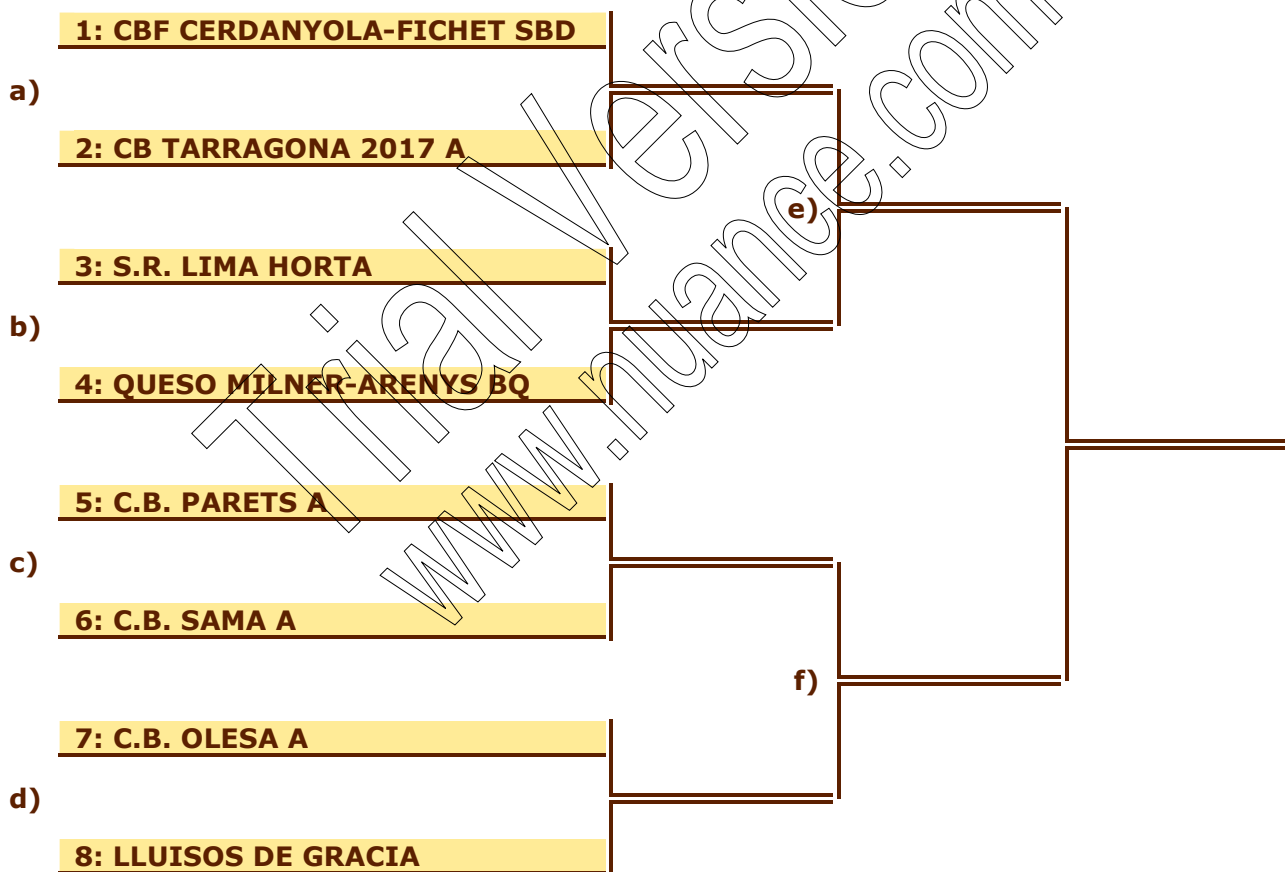 1: CBF CERDANYOLA-FICHET SBD
a)
2: CB TARRAGONA 2017 A
e)
3: S.R. LIMA HORTA
b)
4: QUESO MILNER-ARENYS BQ
5: C.B. PARETS A
c)
6: C.B. SAMA A
f)
7: C.B. OLESA A
d)
8: LLUISOS DE GRACIA
Trial Versio
www.nuance.com